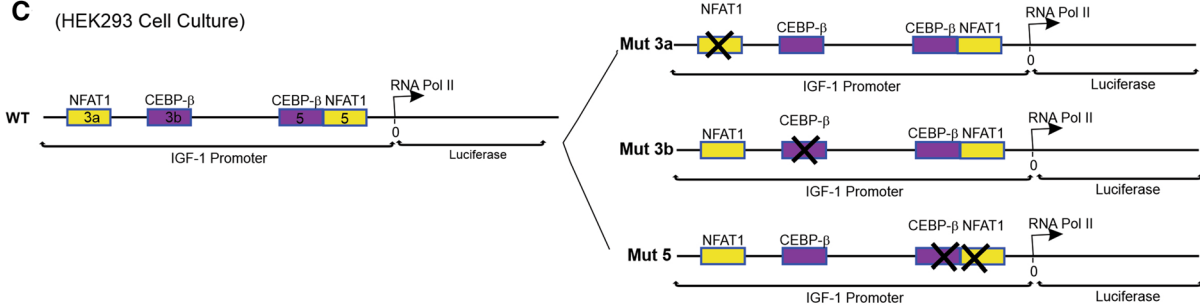 C (HEK293 Cell Culture)
WT
NFAT1 CEBP-β CEBP-β NFAT1 RNA Pol II
3a 3b 5 5
0
IGF-1 Promoter Luciferase
Mut 3a
NFAT1 CEBP-β CEBP-β NFAT1 RNA Pol II
0
IGF-1 Promoter Luciferase
Mut 3b
NFAT1 CEBP-β CEBP-β NFAT1 RNA Pol II
0
IGF-1 Promoter Luciferase
Mut 5
NFAT1 CEBP-β CEBP-β NFAT1 RNA Pol II
0
IGF-1 Promoter Luciferase